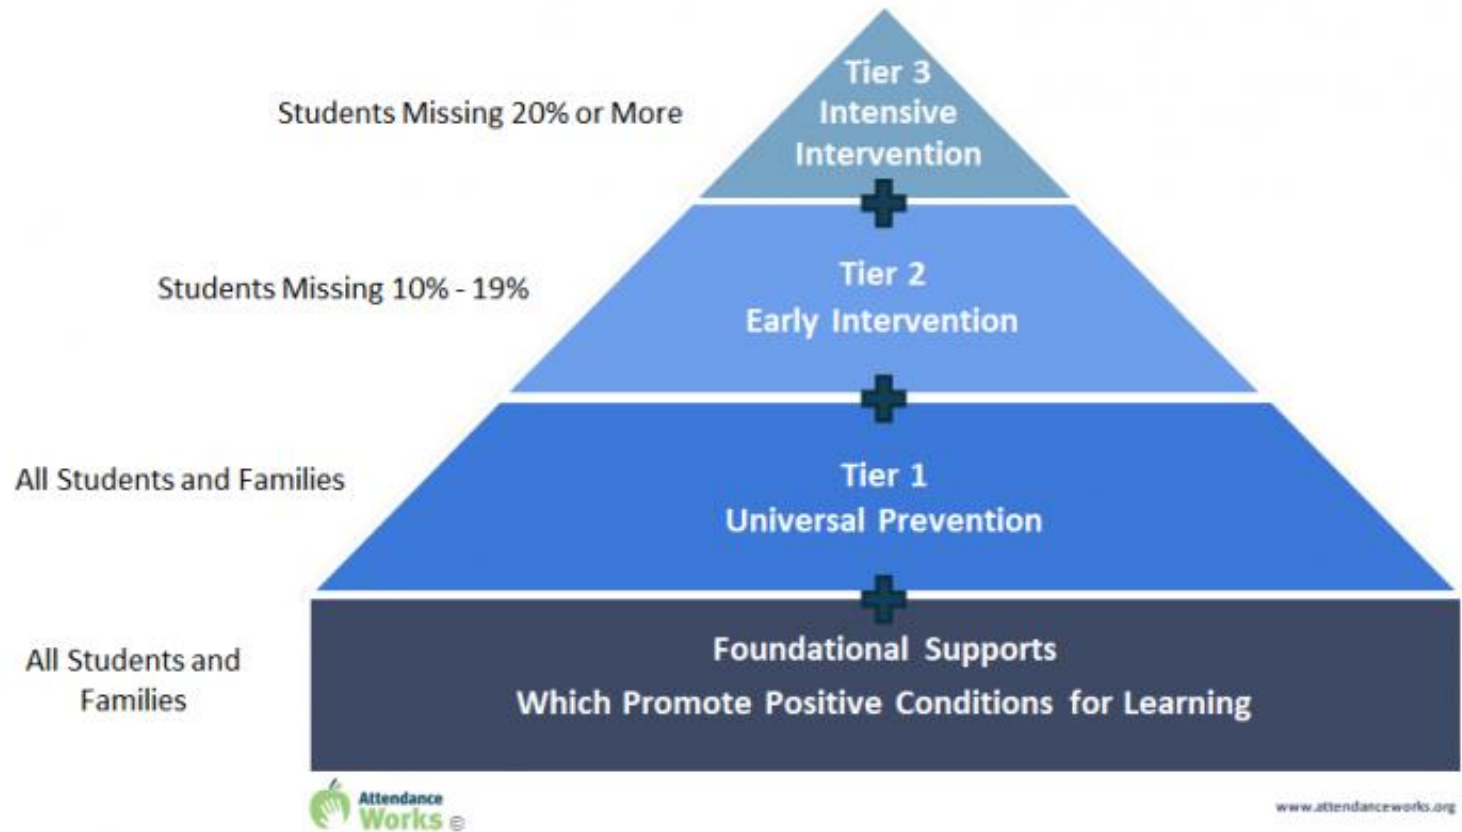 Students Missing 20% or More
Tier 3
Intensive
Intervention
Students Missing 10% - 19%
Tier 2
Early Intervention
All Students and Families
Tier 1
Universal Prevention
All Students and
Families
Foundational Supports
Which Promote Positive Conditions for Learning
Attendance
Works ©
www.attendanceworks.org